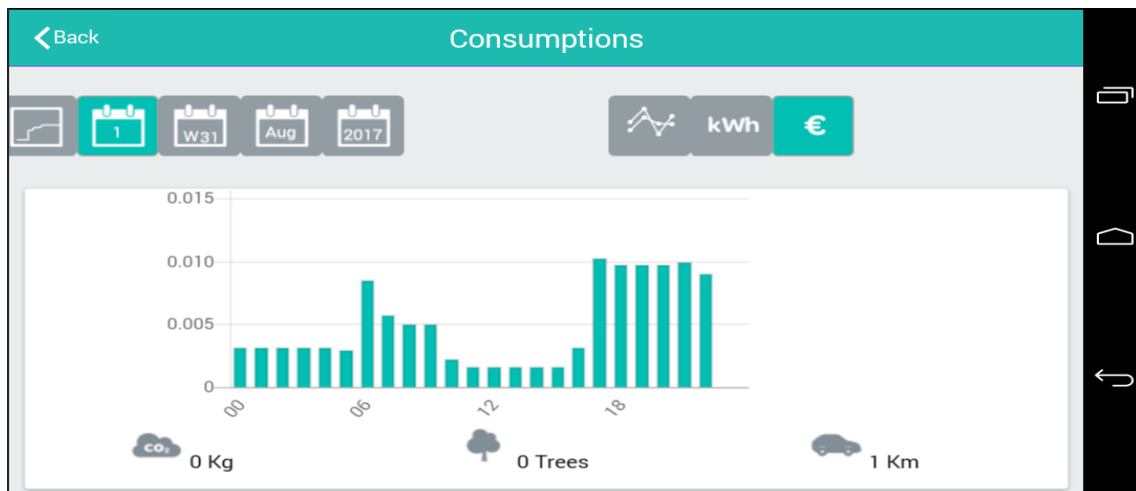 Back
Consumptions
1
W31
Aug
2017
kWh
€
0.015
0.010
0.005
0
00
06
12
18
CO₂
0 Kg
0 Trees
1 Km